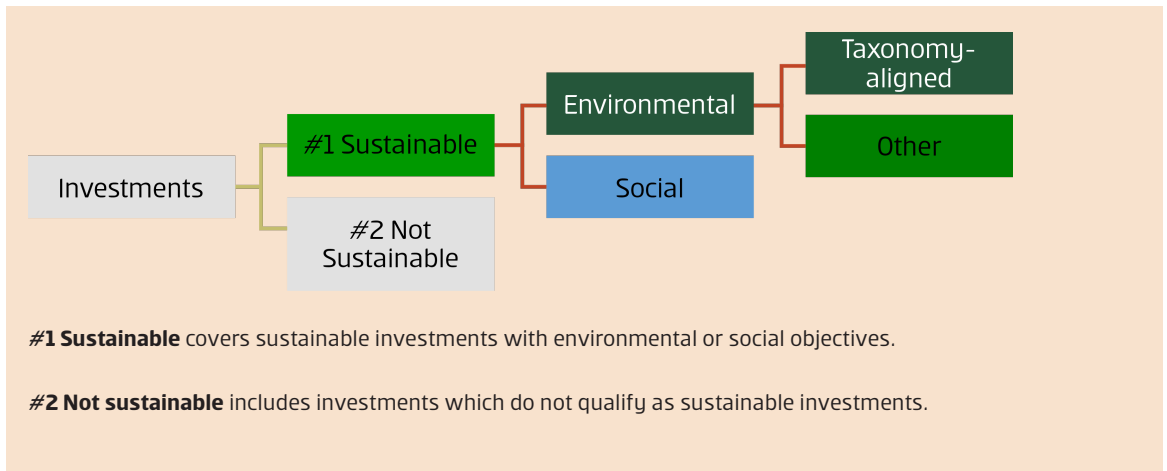 Taxonomy-
aligned
Environmental
#1 Sustainable
Other
Investments
Social
#2 Not
Sustainable
#1 Sustainable covers sustainable investments with environmental or social objectives.
#2 Not sustainable includes investments which do not qualify as sustainable investments.